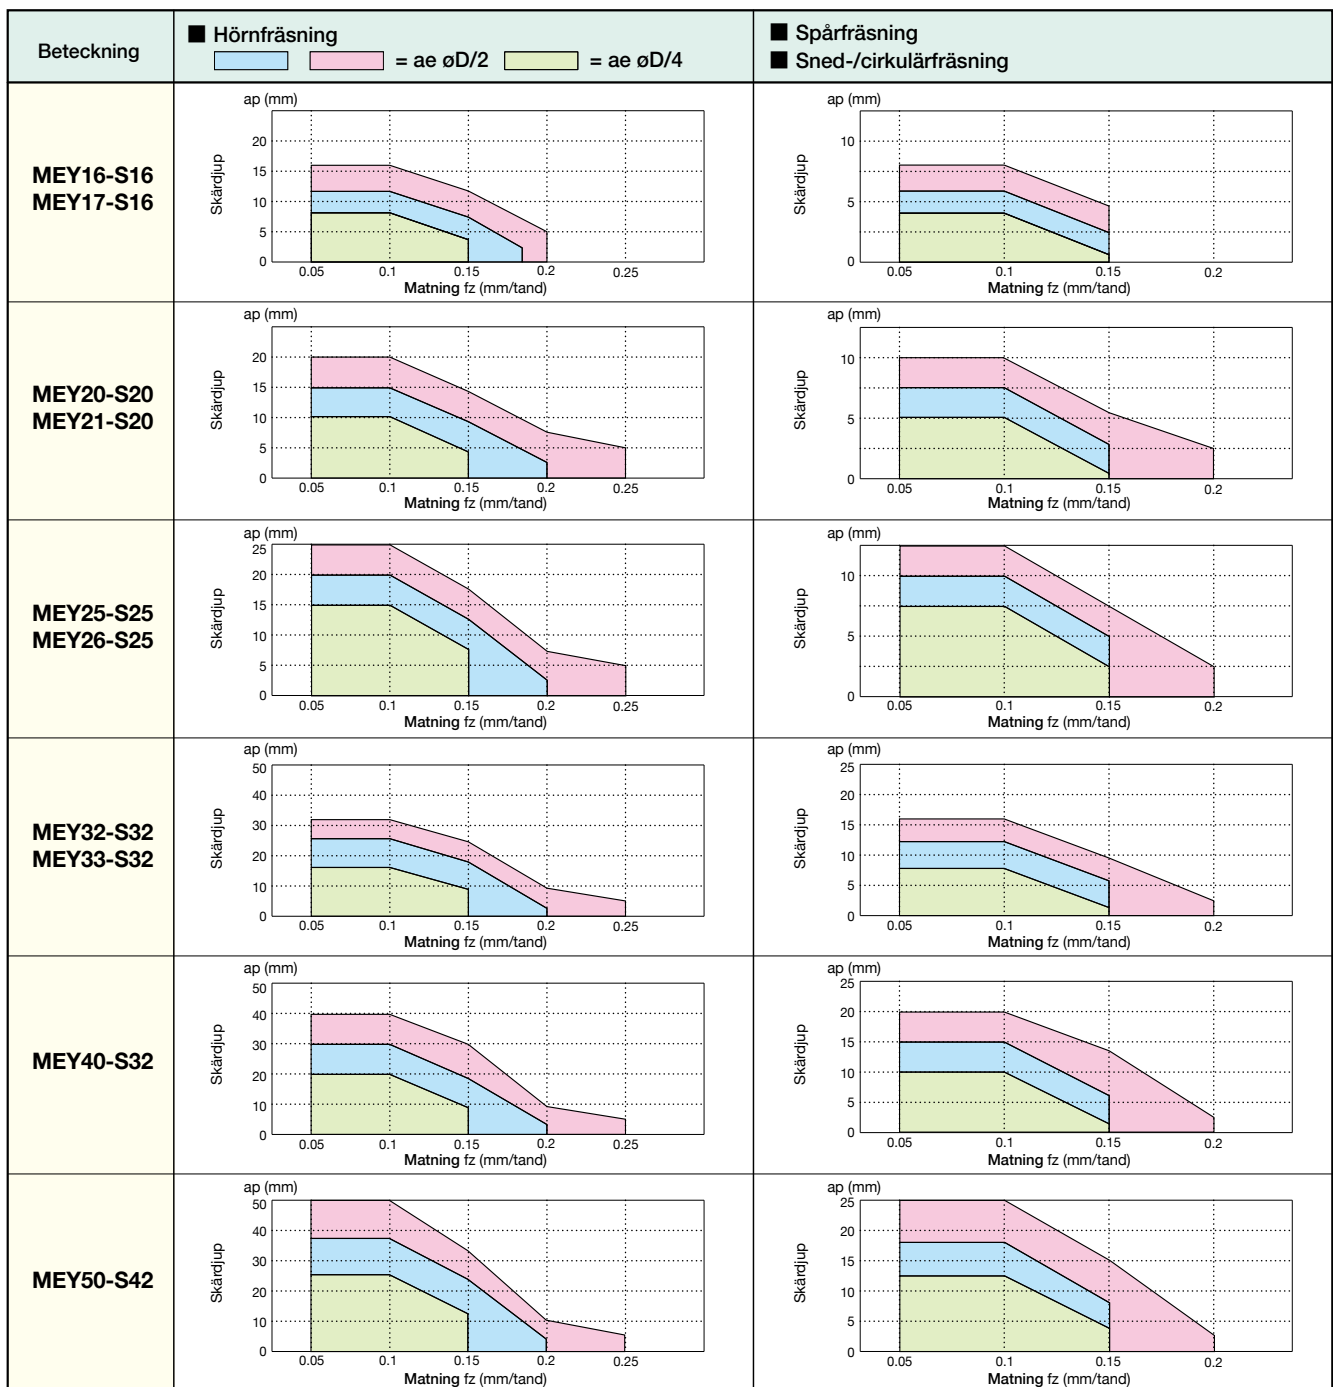 Beteckning
■ Hörnfräsning
= ae øD/2 = ae øD/4
■ Spårfräsning
■ Sned-/cirkulärfräsning
MEY16-S16
MEY17-S16
ap (mm)
Skärdjup
20
15
10
5
0
0.05 0.1 0.15 0.2 0.25
Matning fz (mm/tand)
ap (mm)
Skärdjup
10
5
0
0.05 0.1 0.15 0.2
Matning fz (mm/tand)
MEY20-S20
MEY21-S20
ap (mm)
Skärdjup
20
15
10
5
0
0.05 0.1 0.15 0.2 0.25
Matning fz (mm/tand)
ap (mm)
Skärdjup
10
5
0
0.05 0.1 0.15 0.2
Matning fz (mm/tand)
MEY25-S25
MEY26-S25
ap (mm)
Skärdjup
25
20
15
10
5
0
0.05 0.1 0.15 0.2 0.25
Matning fz (mm/tand)
ap (mm)
Skärdjup
10
5
0
0.05 0.1 0.15 0.2
Matning fz (mm/tand)
MEY32-S32
MEY33-S32
ap (mm)
Skärdjup
50
40
30
20
10
0
0.05 0.1 0.15 0.2 0.25
Matning fz (mm/tand)
ap (mm)
Skärdjup
25
20
15
10
5
0
0.05 0.1 0.15 0.2
Matning fz (mm/tand)
MEY40-S32
ap (mm)
Skärdjup
50
40
30
20
10
0
0.05 0.1 0.15 0.2 0.25
Matning fz (mm/tand)
ap (mm)
Skärdjup
25
20
15
10
5
0
0.05 0.1 0.15 0.2
Matning fz (mm/tand)
MEY50-S42
ap (mm)
Skärdjup
50
40
30
20
10
0
0.05 0.1 0.15 0.2 0.25
Matning fz (mm/tand)
ap (mm)
Skärdjup
25
20
15
10
5
0
0.05 0.1 0.15 0.2
Matning fz (mm/tand)